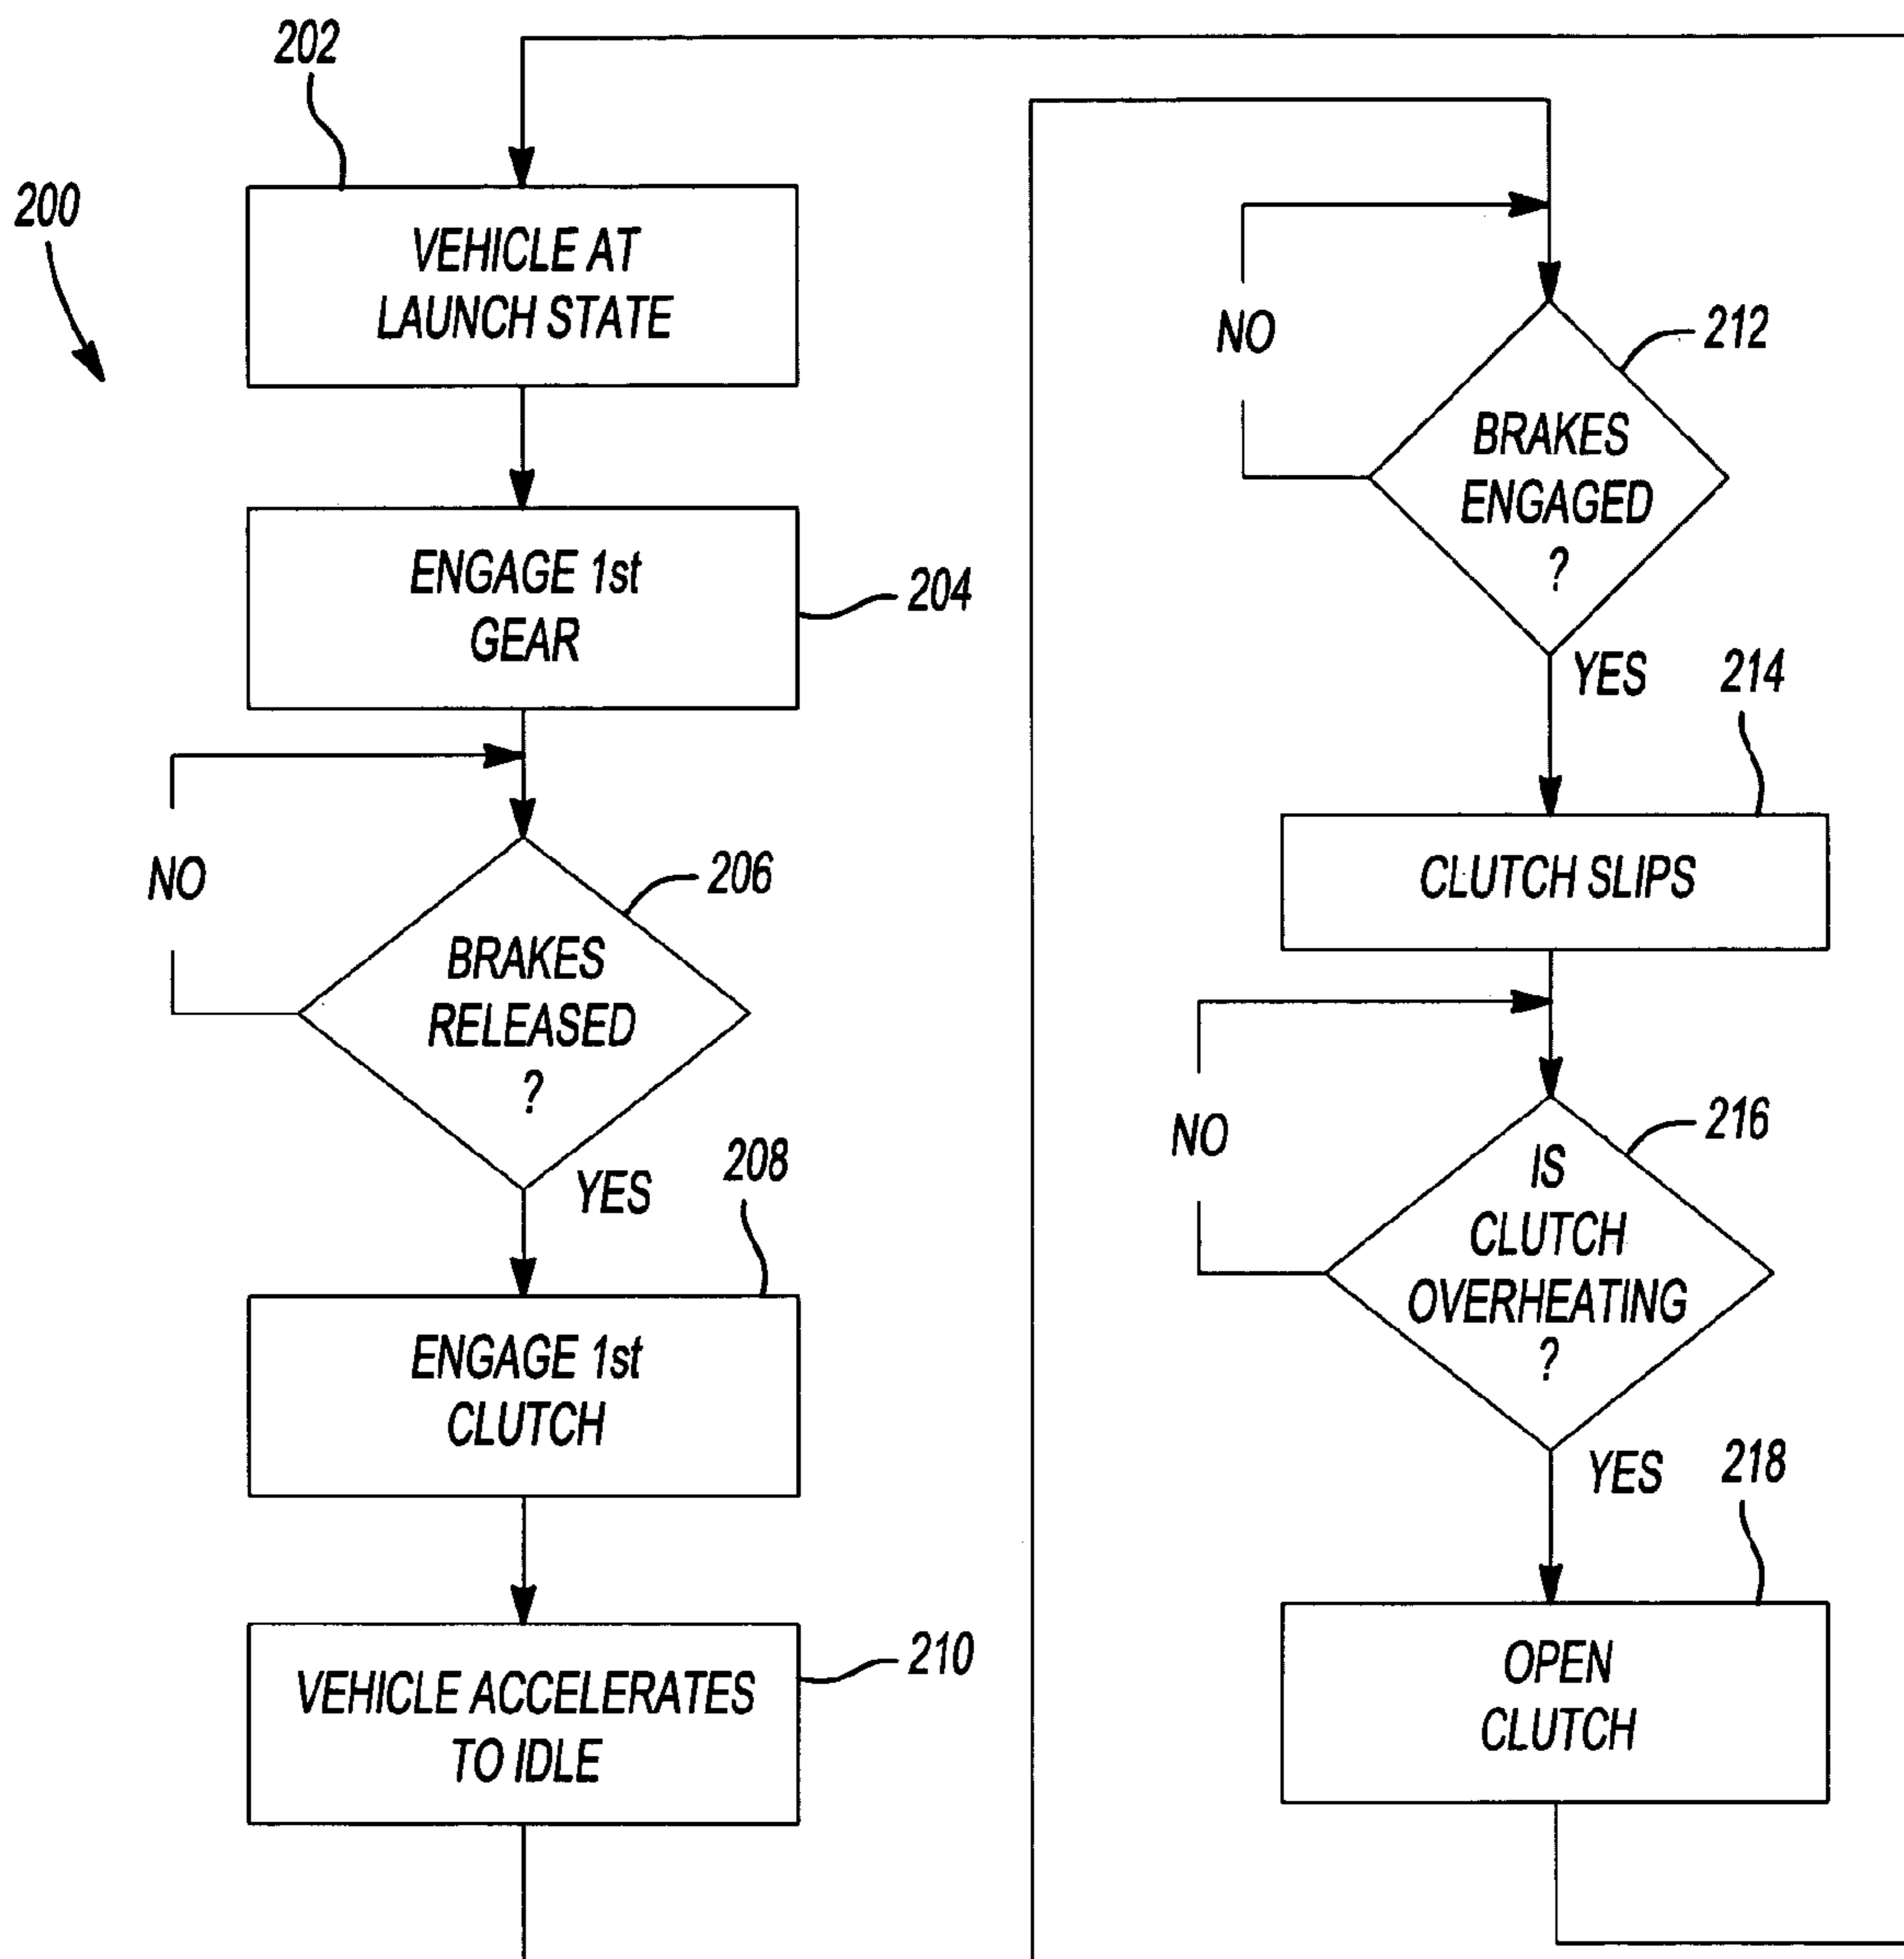 200
202
VEHICLE AT
LAUNCH STATE
ENGAGE 1st
GEAR
204
NO
206
BRAKES
RELEASED
?
YES
208
ENGAGE 1st
CLUTCH
VEHICLE ACCELERATES
TO IDLE
210
NO
212
BRAKES
ENGAGED
?
YES
214
CLUTCH SLIPS
NO
216
IS
CLUTCH
OVERHEATING
?
YES
218
OPEN
CLUTCH